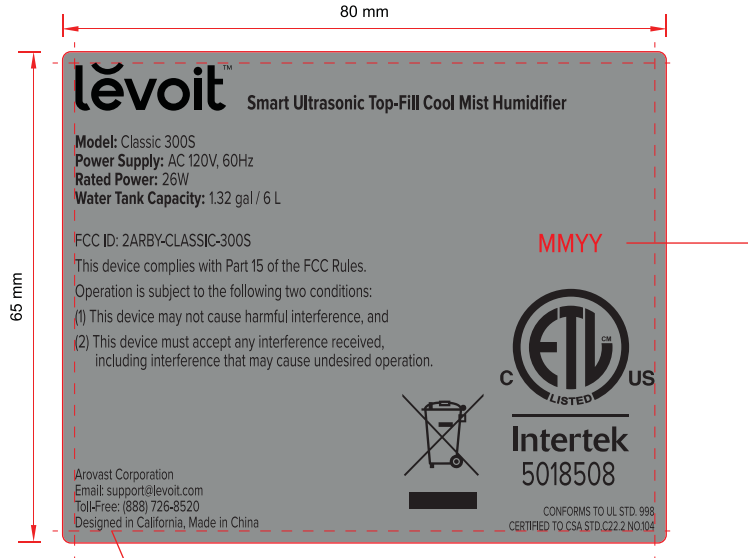 80 mm
65 mm
lĕvoit™
Smart Ultrasonic Top-Fill Cool Mist Humidifier
Model: Classic 300S
Power Supply: AC 120V, 60Hz
Rated Power: 26W
Water Tank Capacity: 1.32 gal / 6 L
FCC ID: 2ARBY-CLASSIC-300S
MMYY
This device complies with Part 15 of the FCC Rules.
Operation is subject to the following two conditions:
(1) This device may not cause harmful interference, and
(2) This device must accept any interference received,
including interference that may cause undesired operation.
ETL CM
C US
LISTED
Intertek
5018508
Arovast Corporation
Email: support@levoit.com
Toll-Free: (888) 726-8520
Designed in California, Made in China
CONFORMS TO UL STD. 998
CERTIFIED TO CSA STD.C22.2 NO.104